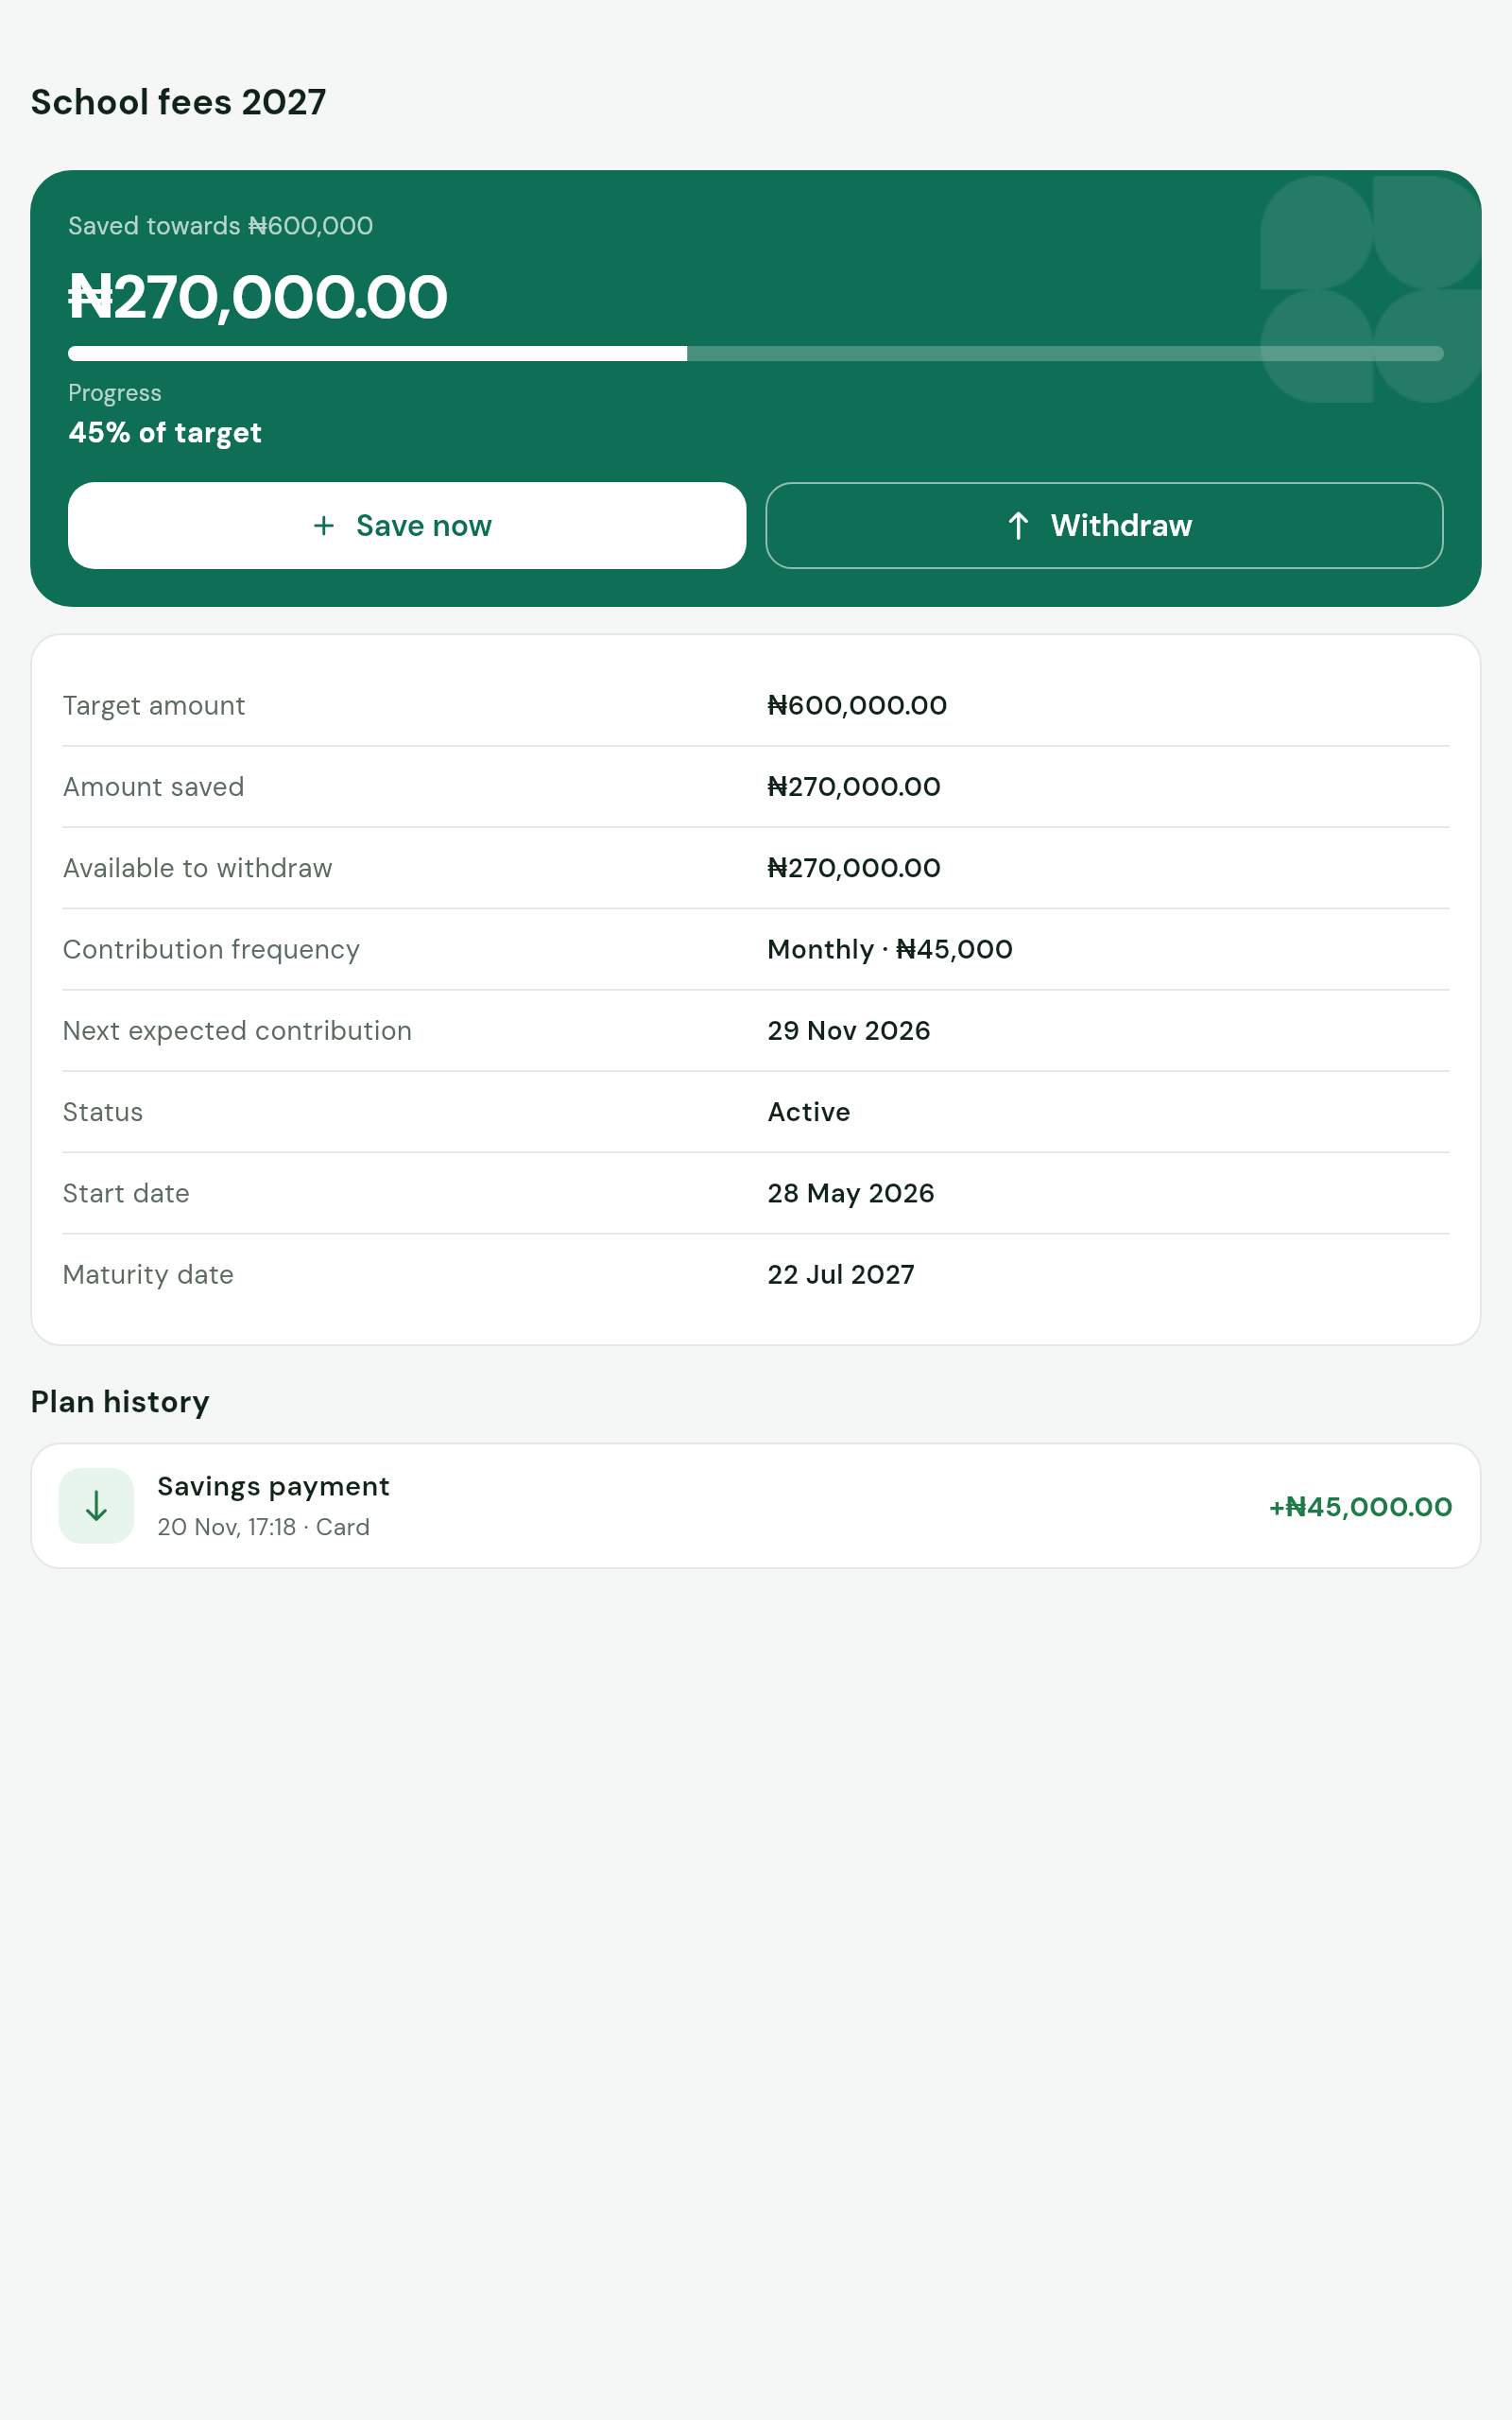 School fees 2027
Saved towards ₦600,000
₦270,000.00
Progress
45% of target
Save now
Withdraw
Target amount ₦600,000.00
Amount saved ₦270,000.00
Available to withdraw ₦270,000.00
Contribution frequency Monthly · ₦45,000
Next expected contribution 29 Nov 2026
Status Active
Start date 28 May 2026
Maturity date 22 Jul 2027
Plan history
Savings payment
20 Nov, 17:18 · Card
+₦45,000.00